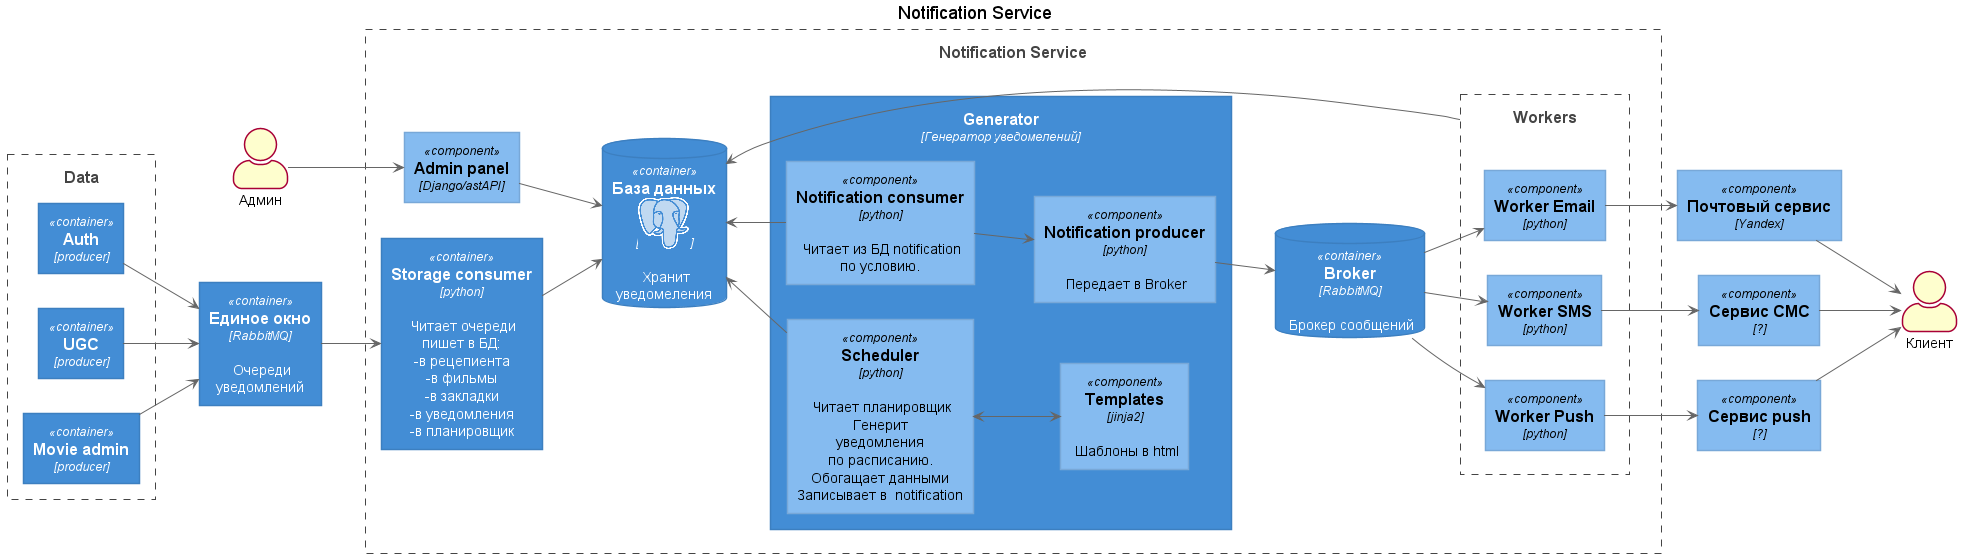 Notification Service
Notification Service
Data
«container»
Auth
[producer]
«container»
UGC
[producer]
«container»
Movie admin
[producer]
Админ
«container»
Единое окно
[RabbitMQ]
Очереди
уведомлений
«component»
Admin panel
[Django/astAPI]
«container»
Storage consumer
[python]
Читает очереди
пишет в БД:
-в рецепиента
-в фильмы
-в закладки
-в уведомления
-в планировщик
«container»
База данных
[ ]
Хранит
уведомеления
Generator
[Генератор уведомелений]
«component»
Notification consumer
[python]
Читает из БД notification
по условию.
«component»
Notification producer
[python]
Передает в Broker
«component»
Scheduler
[python]
Читает планировщик
Генерит
уведомления
по расписанию.
Обогащает данными
Записывает в notification
«component»
Templates
[jinja2]
Шаблоны в html
«container»
Broker
[RabbitMQ]
Брокер сообщений
Workers
«component»
Worker Email
[python]
«component»
Worker SMS
[python]
«component»
Worker Push
[python]
«component»
Почтовый сервис
[Yandex]
«component»
Сервис СМС
[?]
«component»
Сервис push
[?]
Клиент